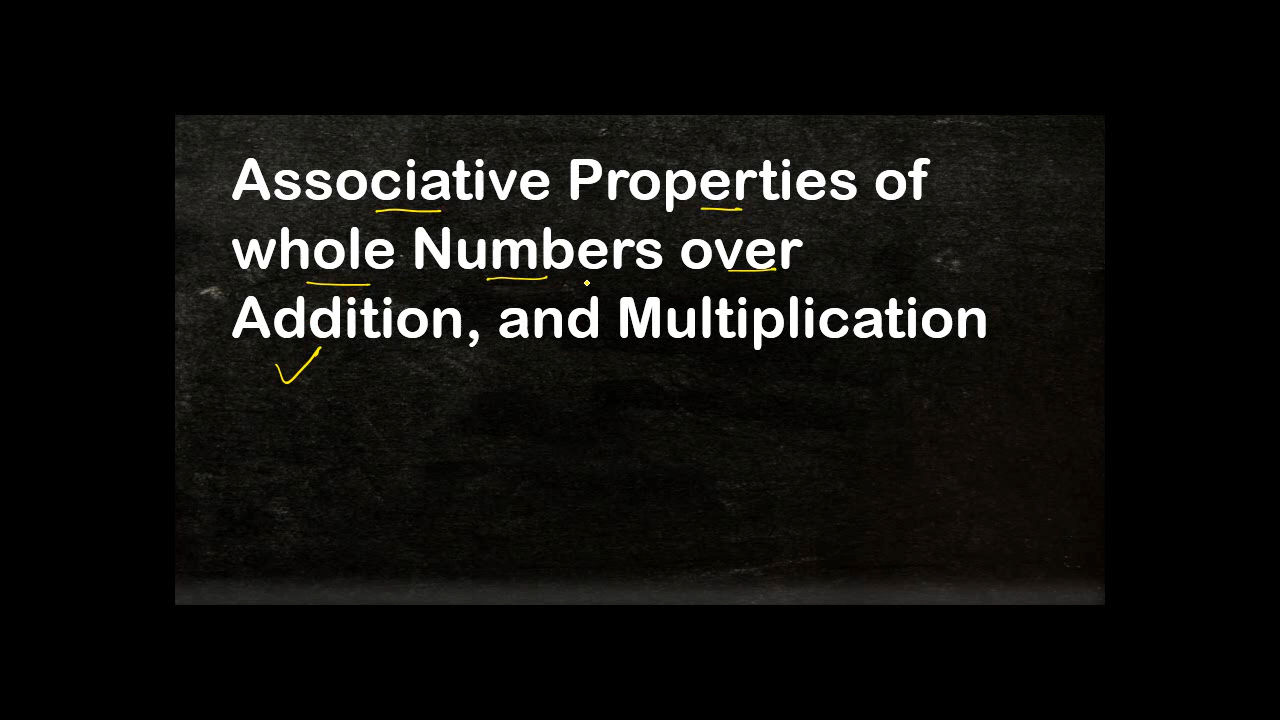 Associative Properties of
whole Numbers over
Addition, and Multiplication